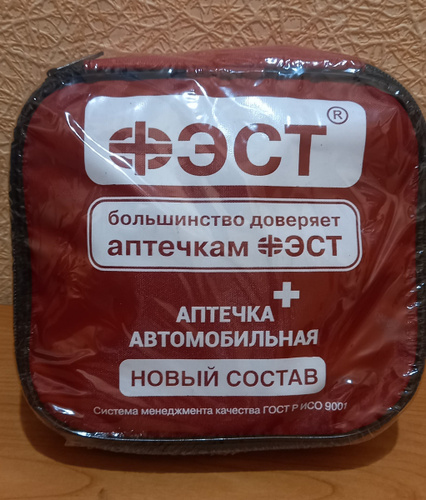 ФЭСТ®
большинство доверяет
аптечкам ФЭСТ
АПТЕЧКА
АВТОМОБИЛЬНАЯ
НОВЫЙ СОСТАВ
Система менеджмента качества ГОСТ Р ИСО 9001